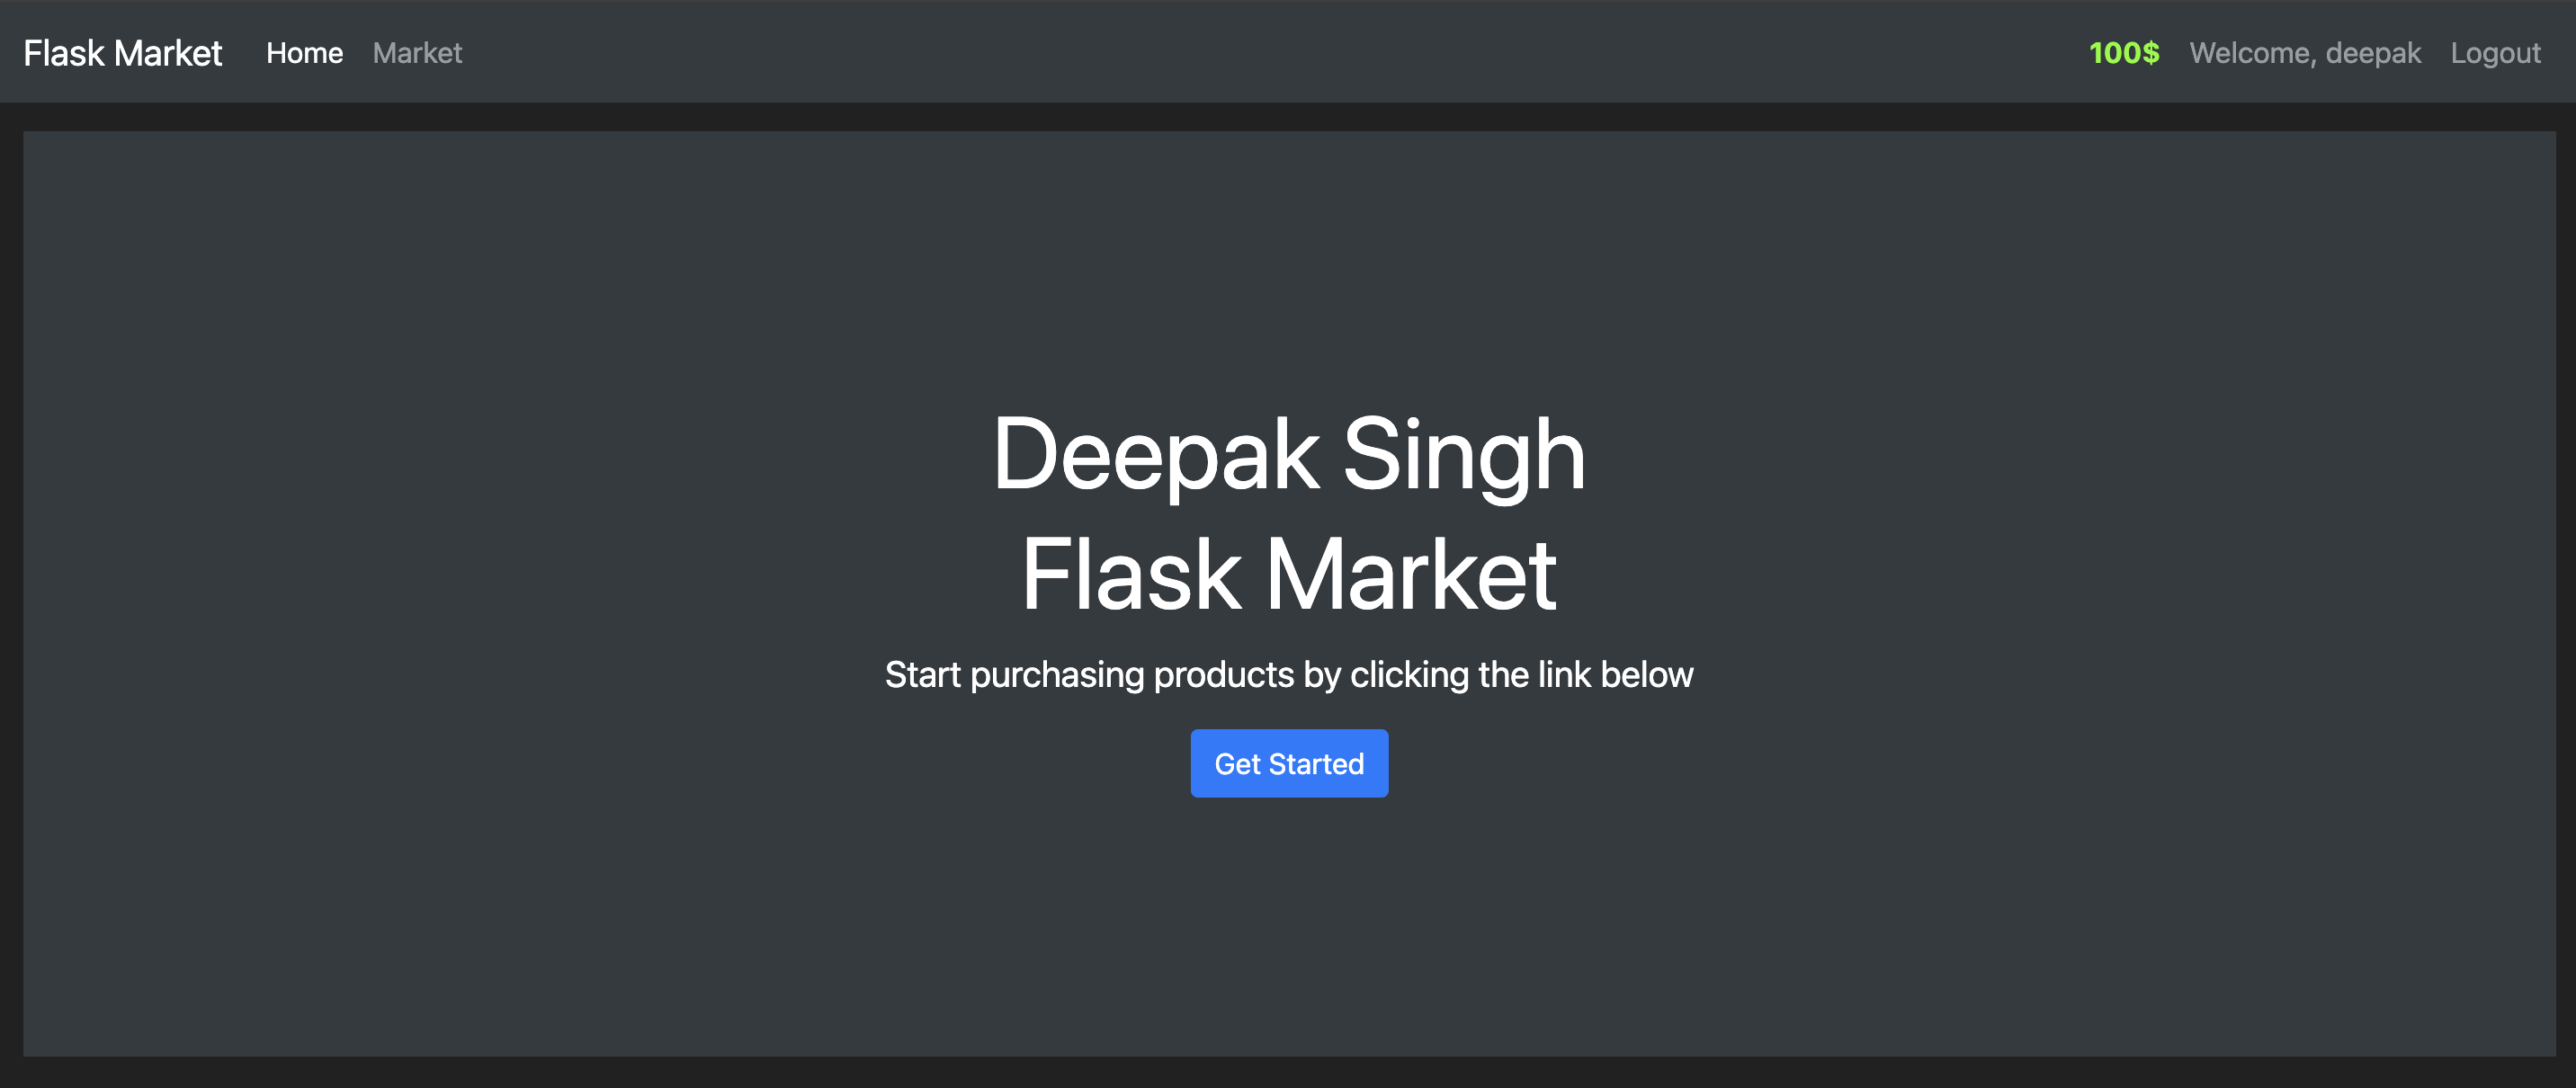 Flask Market Home Market 100$ Welcome, deepak Logout
Deepak Singh
Flask Market
Start purchasing products by clicking the link below
Get Started